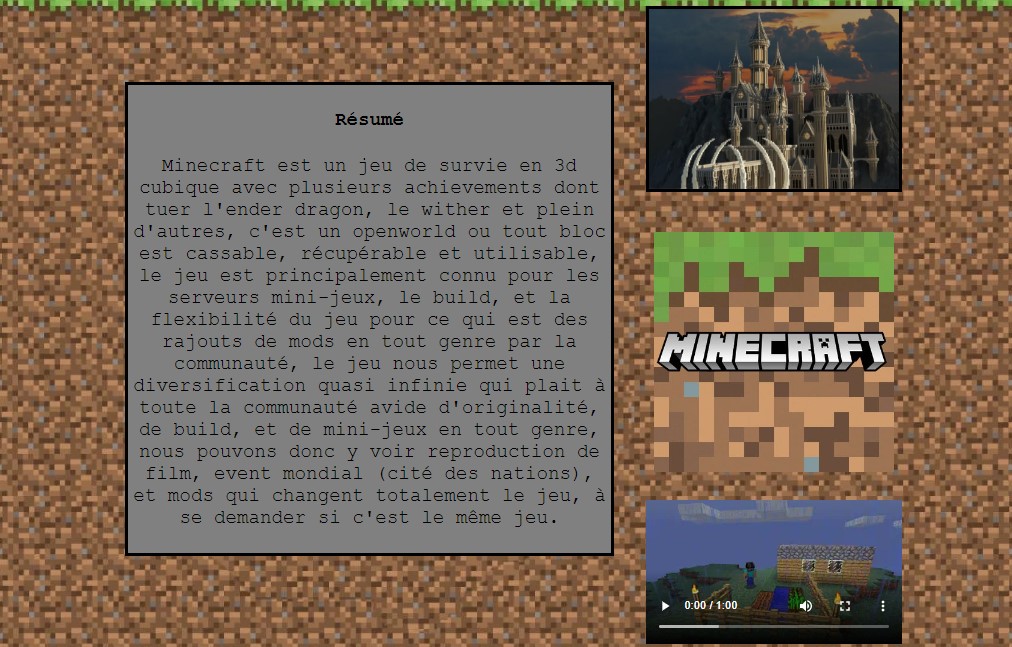 Résumé
Minecraft est un jeu de survie en 3d
cubique avec plusieurs achievements dont
tuer l'ender dragon, le wither et plein
d'autres, c'est un openworld ou tout bloc
est cassable, récupérable et utilisable,
le jeu est principalement connu pour les
serveurs mini-jeux, le build, et la
flexibilité du jeu pour ce qui est des
rajouts de mods en tout genre par la
communauté, le jeu nous permet une
diversification quasi infinie qui plait à
toute la communauté avide d'originalité,
de build, et de mini-jeux en tout genre,
nous pouvons donc y voir reproduction de
film, event mondial (cité des nations),
et mods qui changent totalement le jeu, à
se demander si c'est le même jeu.
MINECRAFT
0:00 / 1:00